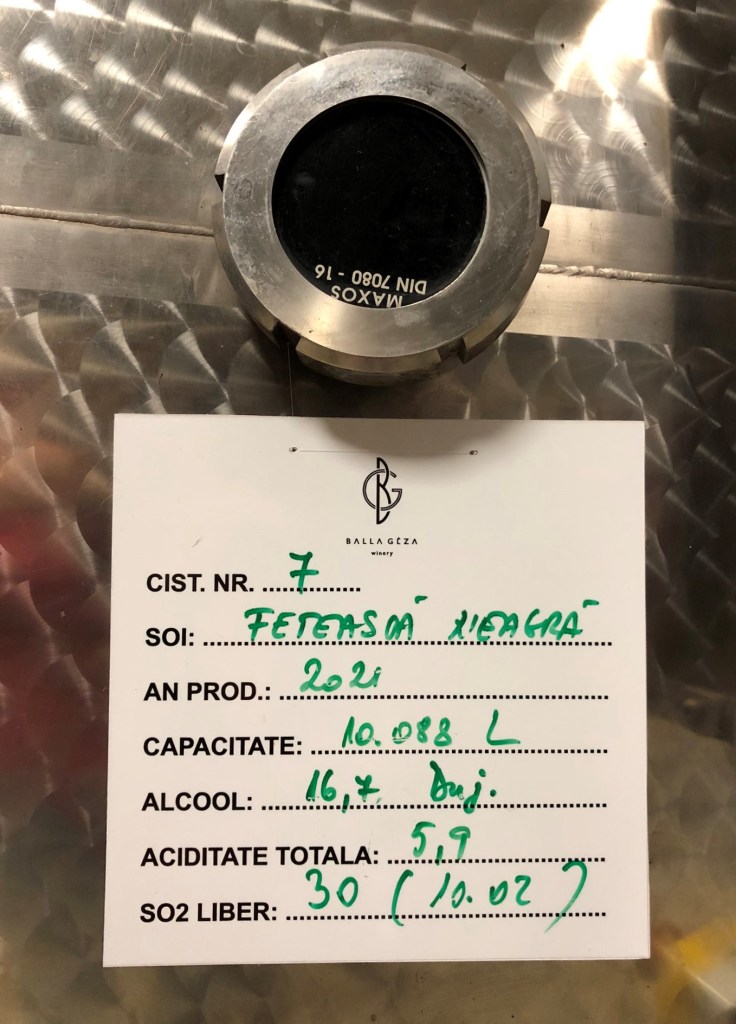 MAXOS
DIN 7080 - 16
BALLA GÉZA
winery
CIST. NR. .... 7 ....
SOI: .... FETEASCĂ NEAGRĂ ....
AN PROD.: .... 2021 ....
CAPACITATE: .... 10.088 L ....
ALCOOL: .... 16,7 ....
ACIDITATE TOTALA: .... 5,9 ....
SO2 LIBER: .... 30 (10.02) ....